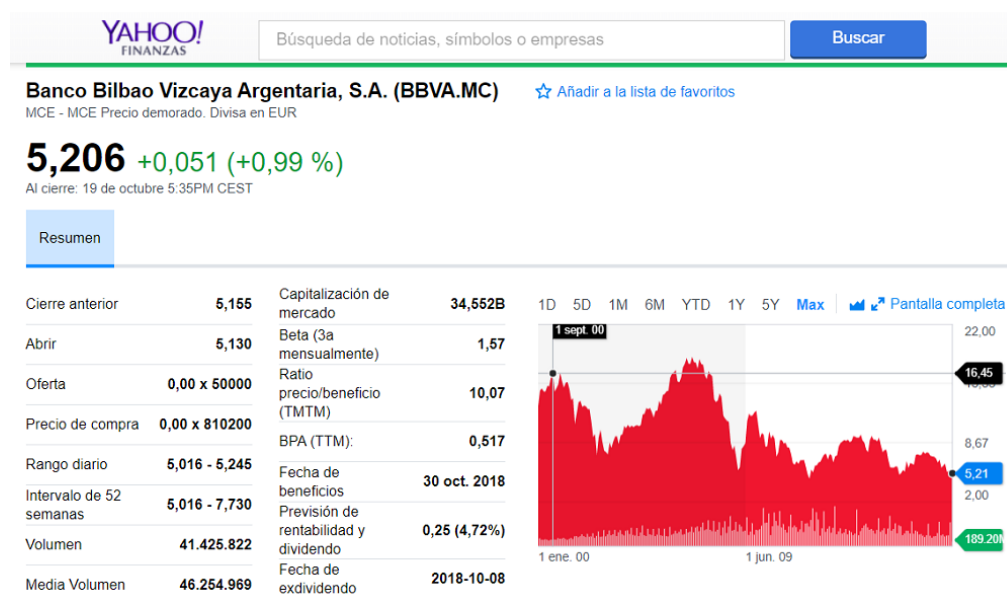 YAHOO!
FINANZAS
Búsqueda de noticias, símbolos o empresas
Buscar
Banco Bilbao Vizcaya Argentaria, S.A. (BBVA.MC)
Añadir a la lista de favoritos
MCE - MCE Precio demorado. Divisa en EUR
5,206 +0,051 (+0,99 %)
Al cierre: 19 de octubre 5:35PM CEST
Resumen
Cierre anterior 5,155
Abrir 5,130
Oferta 0,00 x 50000
Precio de compra 0,00 x 810200
Rango diario 5,016 - 5,245
Intervalo de 52
semanas 5,016 - 7,730
Volumen 41.425.822
Media Volumen 46.254.969
Capitalización de
mercado 34,552B
Beta (3a
mensualmente) 1,57
Ratio
precio/beneficio 10,07
(TMTM)
BPA (TTM): 0,517
Fecha de
beneficios 30 oct. 2018
Previsión de
rentabilidad y 0,25 (4,72%)
dividendo
Fecha de
exdividendo 2018-10-08
1D 5D 1M 6M YTD 1Y 5Y Max Pantalla completa
1 sept. 00
22,00
16,45
8,67
5,21
2,00
189.20M
1 ene. 00 1 jun. 09